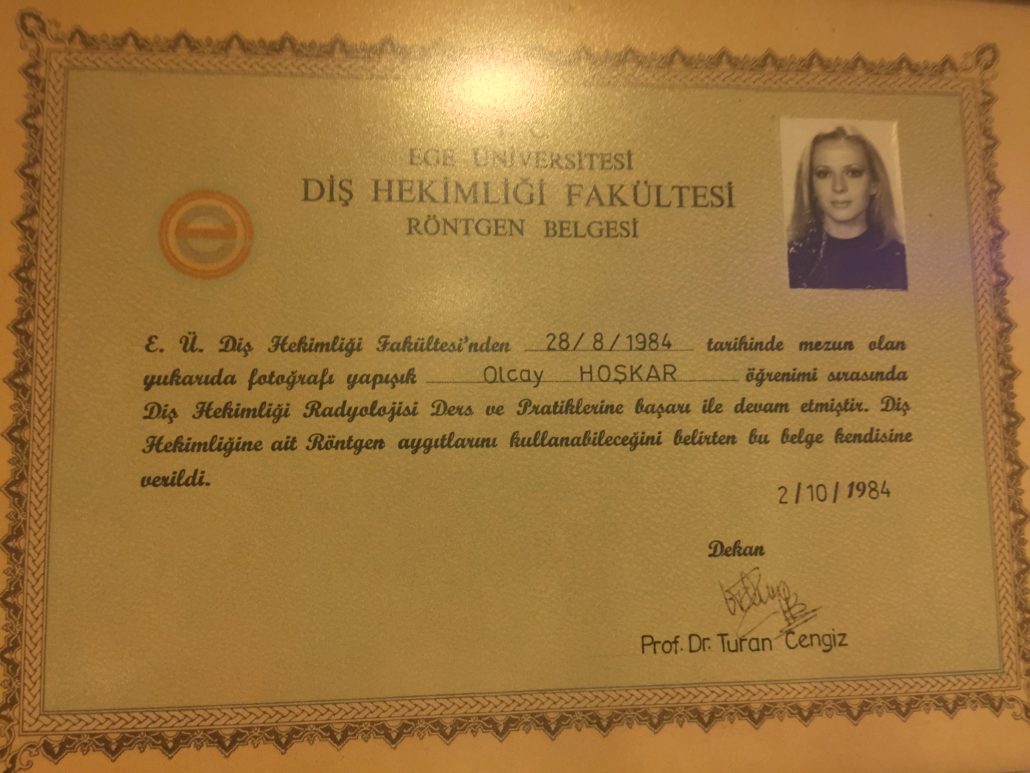 T. C.
EGE ÜNİVERSİTESİ
DİŞ HEKİMLİĞİ FAKÜLTESİ
RÖNTGEN BELGESİ
e
E. Ü. Diş Hekimliği Fakültesi'nden 28/8/1984 tarihinde mezun olan
yukarıda fotoğrafı yapışık Olcay HOŞKAR öğrenimi sırasında
Diş Hekimliği Radyolojisi Ders ve Pratiklerine başarı ile devam etmiştir. Diş
Hekimliğine ait Röntgen aygıtlarını kullanabileceğini belirten bu belge kendisine
verildi.
2/10/1984
Dekan
Prof. Dr. Turan Cengiz